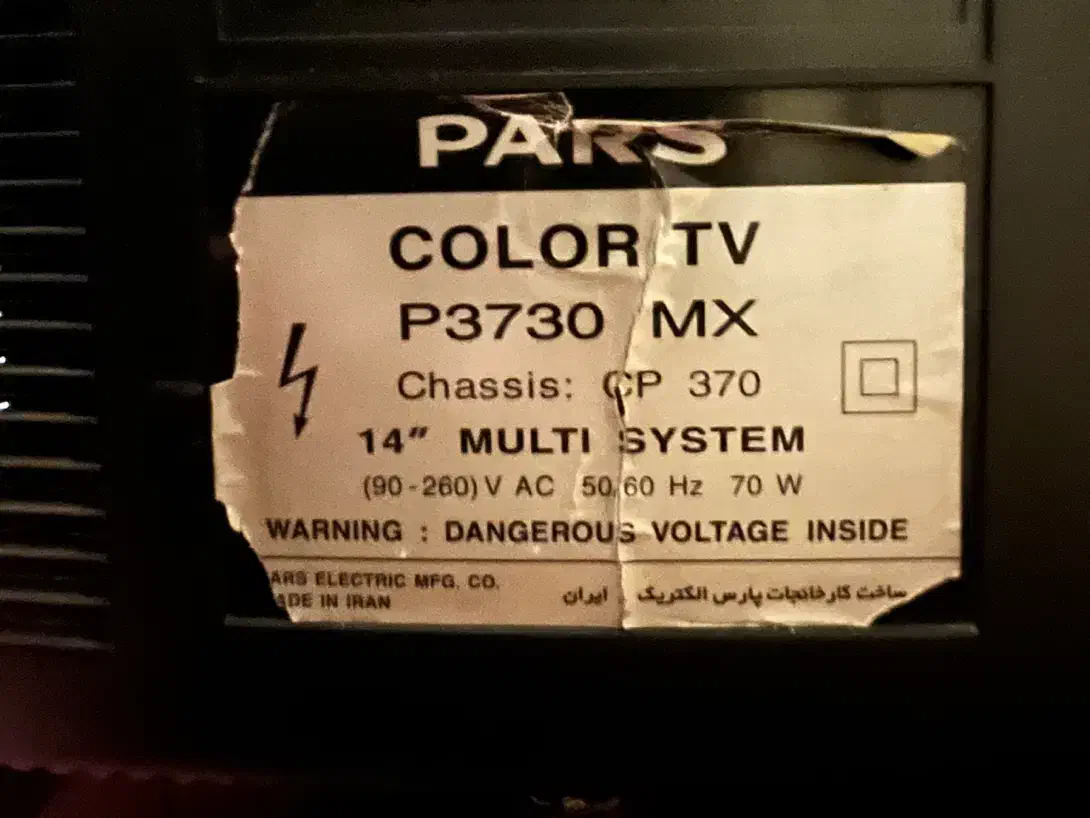 PARS
COLOR TV
P3730 MX
Chassis: CP 370
14" MULTI SYSTEM
(90-260) V AC 50/60 Hz 70 W
WARNING : DANGEROUS VOLTAGE INSIDE
ARS ELECTRIC MFG. CO.
ADE IN IRAN
ساخت کارخانجات پارس الکتریک ایران